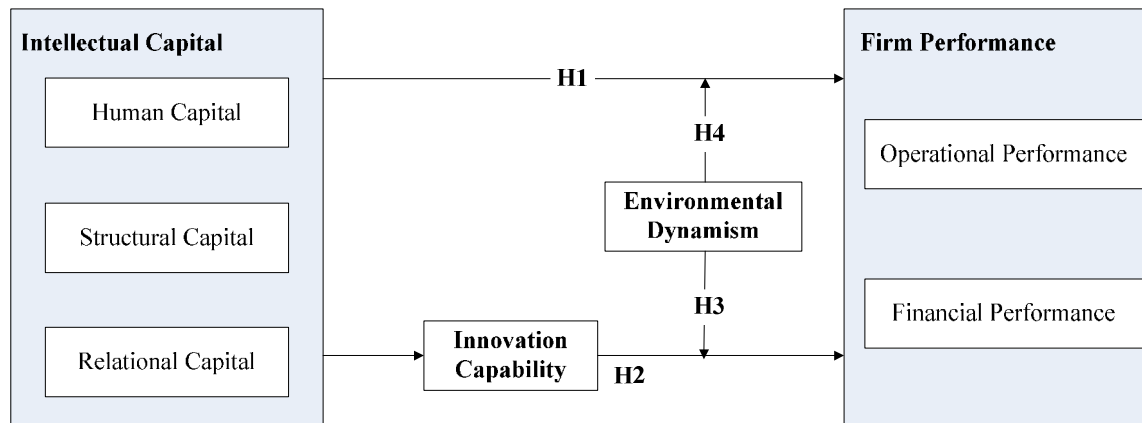 Intellectual Capital
Human Capital
Structural Capital
Relational Capital
H1
H4
Environmental
Dynamism
H3
Innovation
Capability
H2
Firm Performance
Operational Performance
Financial Performance